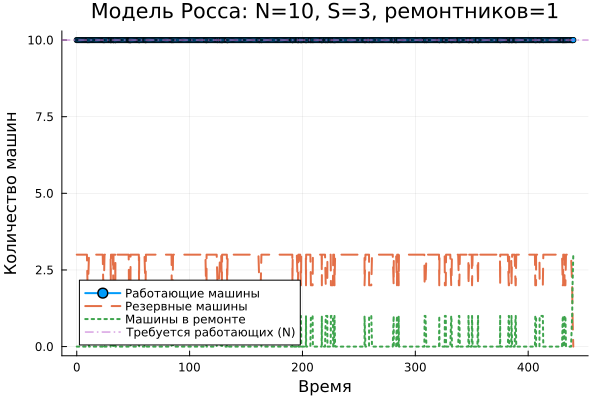 Модель Росса: N=10, S=3, ремонтников=1
Количество машин
10.0
7.5
5.0
2.5
0.0
Работающие машины
Резервные машины
Машины в ремонте
Требуется работающих (N)
0
100
200
300
400
Время